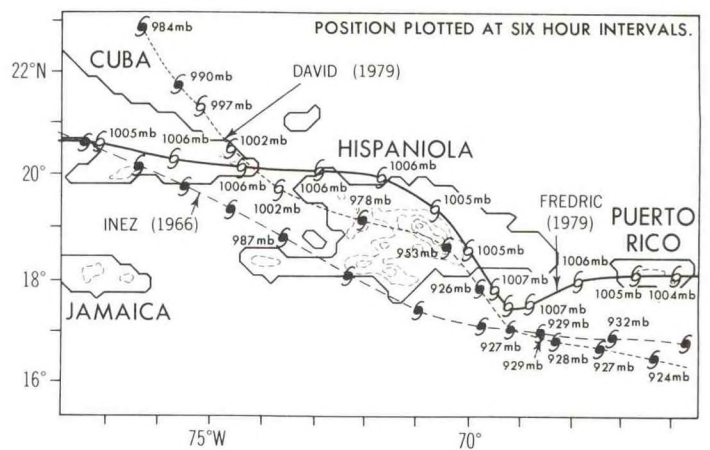 POSITION PLOTTED AT SIX HOUR INTERVALS.
984mb
CUBA
22°N
990mb
DAVID (1979)
997mb
1005mb
1006mb
1002mb
HISPANIOLA
20°
1006mb
1006mb
1006mb
1002mb
978mb
1005mb
FREDRIC
(1979)
PUERTO
RICO
INEZ (1966)
987mb
953mb
1005mb
1006mb
18°
926mb
1007mb
1005mb
1004mb
JAMAICA
1007mb
929mb
932mb
927mb
929mb
928mb
927mb
924mb
16°
75°W
70°